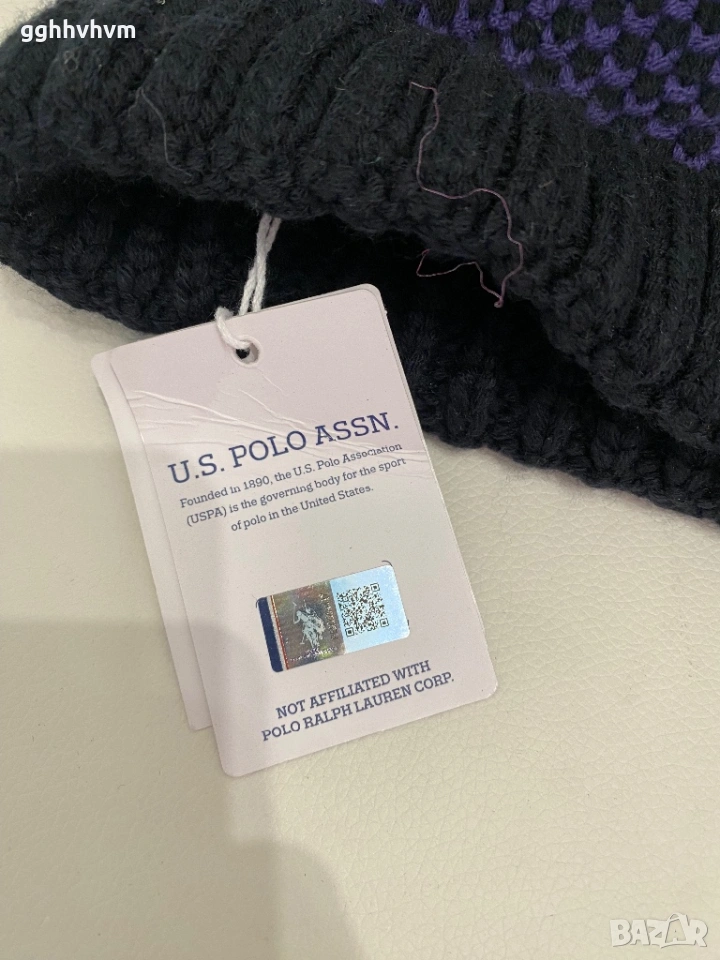 gghhvhvm
U.S. POLO ASSN.
Founded in 1890, the U.S. Polo Association
(USPA) is the governing body for the sport
of polo in the United States.
NOT AFFILIATED WITH
POLO RALPH LAUREN CORP.
BAZAR